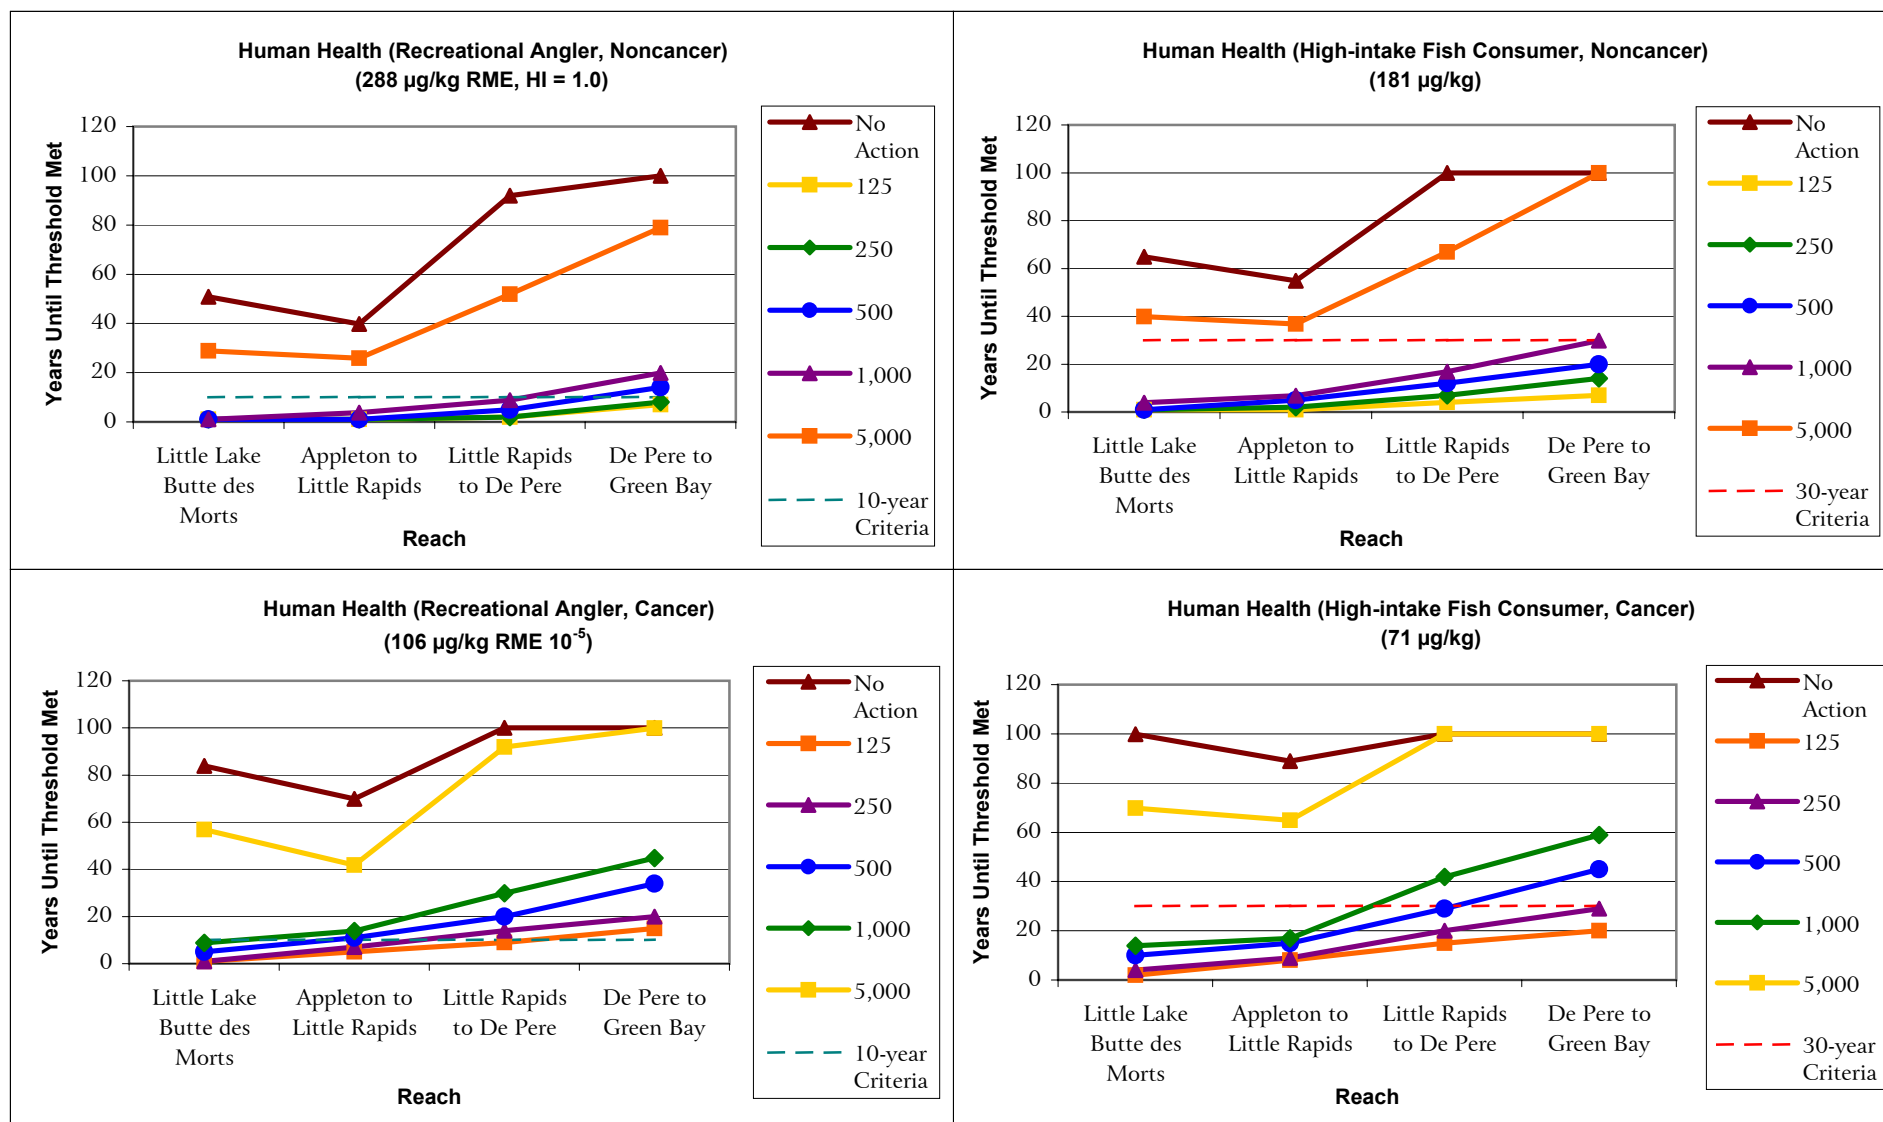 Human Health (Recreational Angler, Noncancer)
(288 µg/kg RME, HI = 1.0)
Years Until Threshold Met
120
100
80
60
40
20
0
Little Lake
Butte des
Morts
Appleton to
Little Rapids
Little Rapids
to De Pere
De Pere to
Green Bay
Reach
No
Action
125
250
500
1,000
5,000
10-year
Criteria
Human Health (High-intake Fish Consumer, Noncancer)
(181 µg/kg)
Years Until Threshold Met
120
100
80
60
40
20
0
Little Lake
Butte des
Morts
Appleton to
Little Rapids
Little Rapids
to De Pere
De Pere to
Green Bay
Reach
No
Action
125
250
500
1,000
5,000
30-year
Criteria
Human Health (Recreational Angler, Cancer)
(106 µg/kg RME 10⁻⁵)
Years Until Threshold Met
120
100
80
60
40
20
0
Little Lake
Butte des
Morts
Appleton to
Little Rapids
Little Rapids
to De Pere
De Pere to
Green Bay
Reach
No
Action
125
250
500
1,000
5,000
10-year
Criteria
Human Health (High-intake Fish Consumer, Cancer)
(71 µg/kg)
Years Until Threshold Met
120
100
80
60
40
20
0
Little Lake
Butte des
Morts
Appleton to
Little Rapids
Little Rapids
to De Pere
De Pere to
Green Bay
Reach
No
Action
125
250
500
1,000
5,000
30-year
Criteria